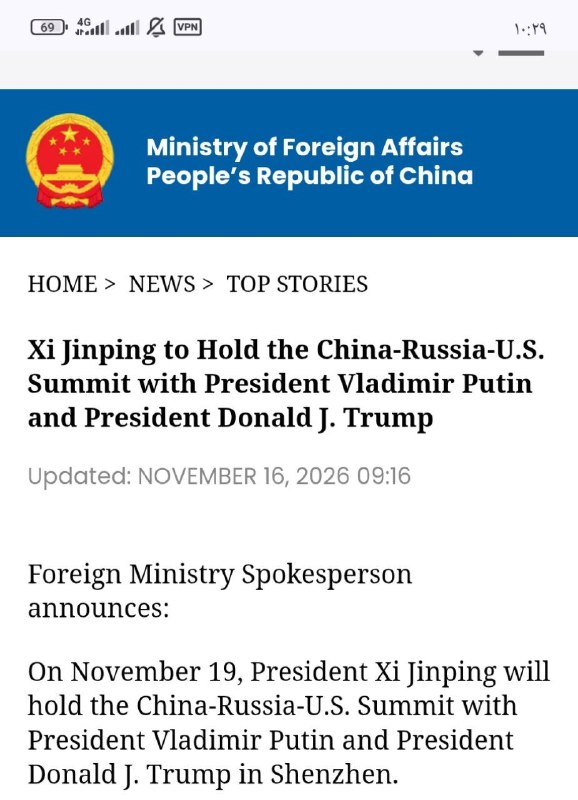 69 4G VPN ١٠:٢٩
Ministry of Foreign Affairs
People's Republic of China
HOME > NEWS > TOP STORIES
Xi Jinping to Hold the China-Russia-U.S.
Summit with President Vladimir Putin
and President Donald J. Trump
Updated: NOVEMBER 16, 2026 09:16
Foreign Ministry Spokesperson
announces:
On November 19, President Xi Jinping will
hold the China-Russia-U.S. Summit with
President Vladimir Putin and President
Donald J. Trump in Shenzhen.